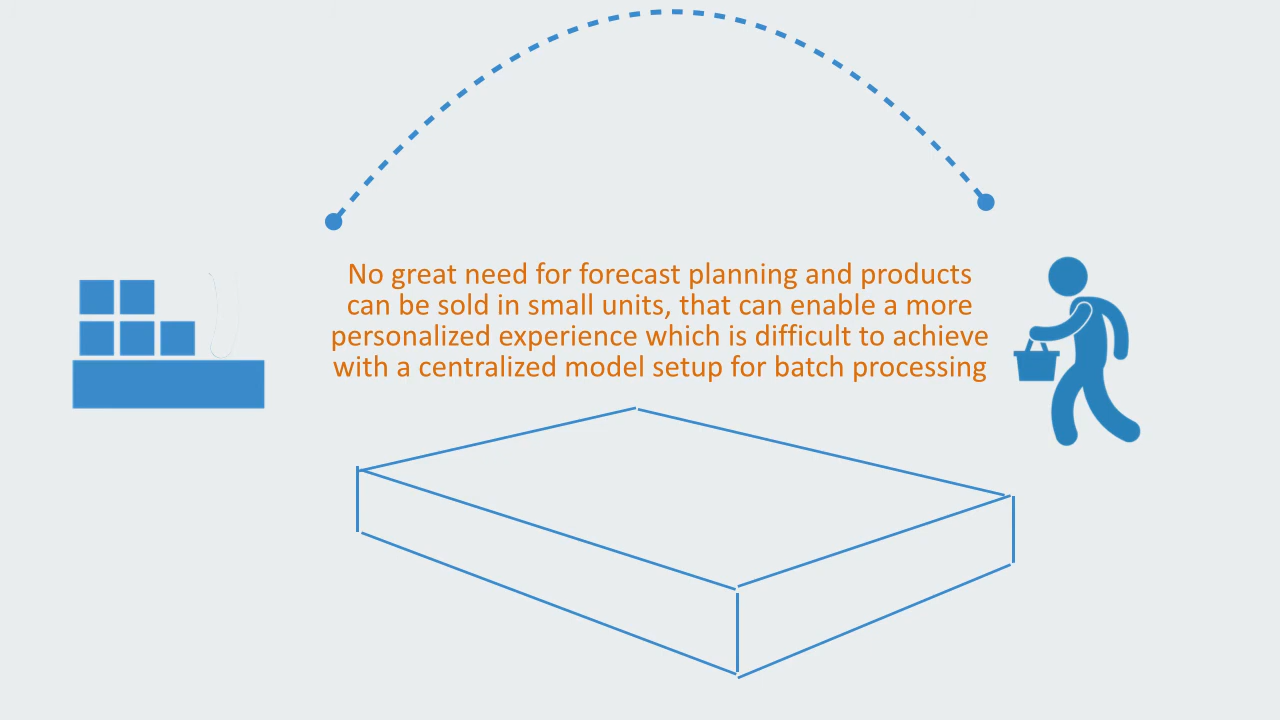 No great need for forecast planning and products
can be sold in small units, that can enable a more
personalized experience which is difficult to achieve
with a centralized model setup for batch processing